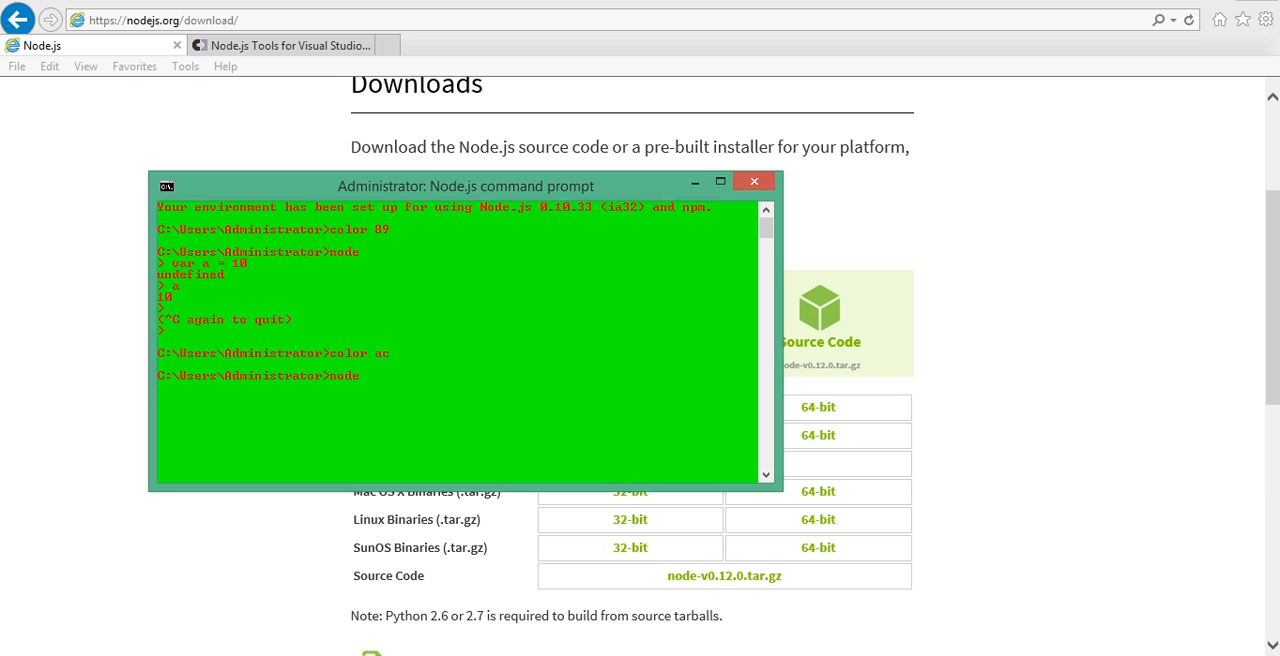 https://nodejs.org/download/
Node.js
Node.js Tools for Visual Studio...
File Edit View Favorites Tools Help
Downloads
Download the Node.js source code or a pre-built installer for your platform,
Administrator: Node.js command prompt
Your environment has been set up for using Node.js 0.10.33 (ia32) and npm.
C:\Users\Administrator>color 89
C:\Users\Administrator>node
> var a = 10
undefined
> a
10
>
(^C again to quit)
>
C:\Users\Administrator>color ac
C:\Users\Administrator>node
Source Code
ode-v0.12.0.tar.gz
64-bit
64-bit
Mac OS X Binaries (.tar.gz) 32-bit 64-bit
Linux Binaries (.tar.gz) 32-bit 64-bit
SunOS Binaries (.tar.gz) 32-bit 64-bit
Source Code node-v0.12.0.tar.gz
Note: Python 2.6 or 2.7 is required to build from source tarballs.